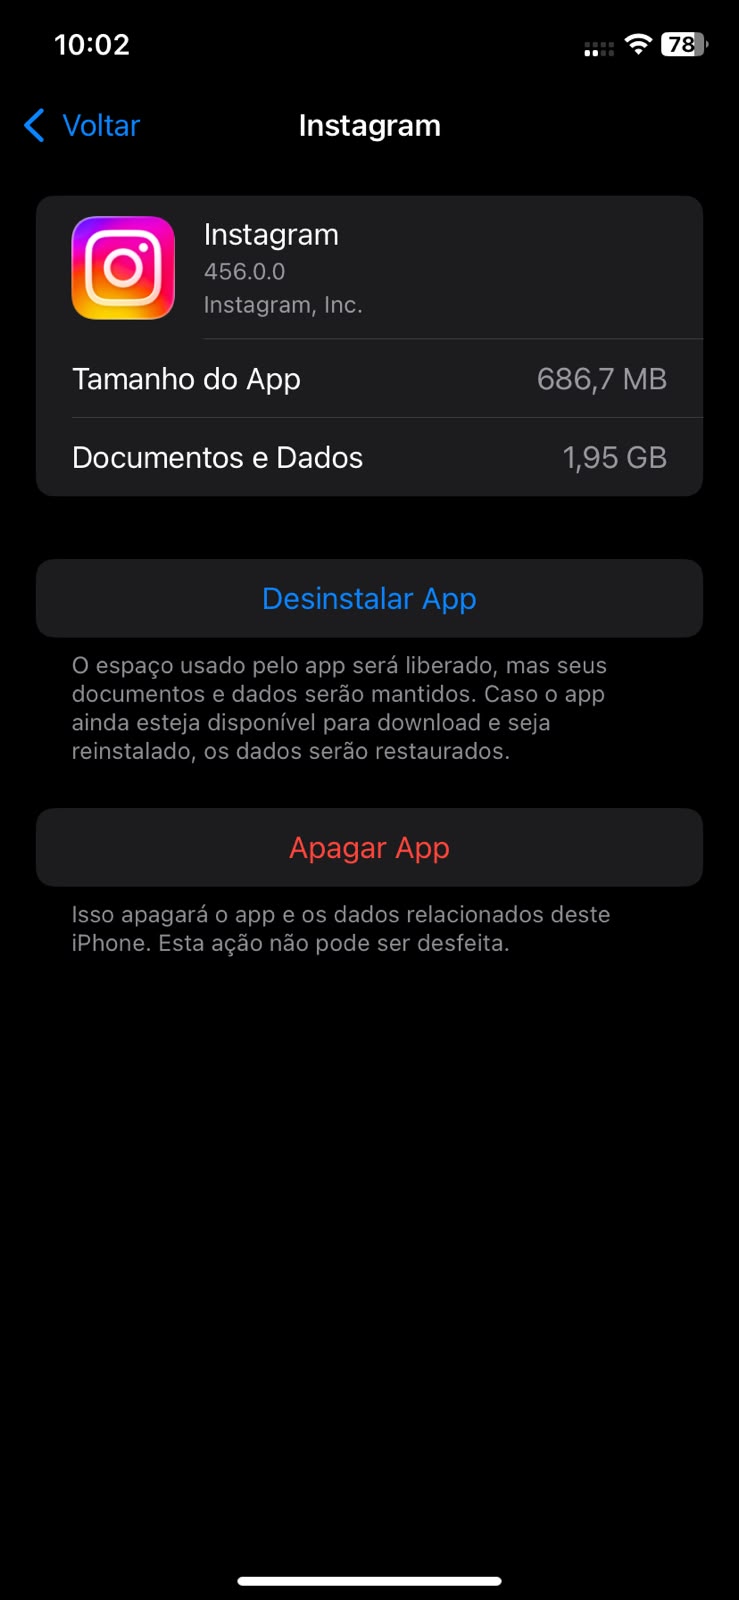 10:02
78
Voltar
Instagram
Instagram
456.0.0
Instagram, Inc.
Tamanho do App 686,7 MB
Documentos e Dados 1,95 GB
Desinstalar App
O espaço usado pelo app será liberado, mas seus
documentos e dados serão mantidos. Caso o app
ainda esteja disponível para download e seja
reinstalado, os dados serão restaurados.
Apagar App
Isso apagará o app e os dados relacionados deste
iPhone. Esta ação não pode ser desfeita.